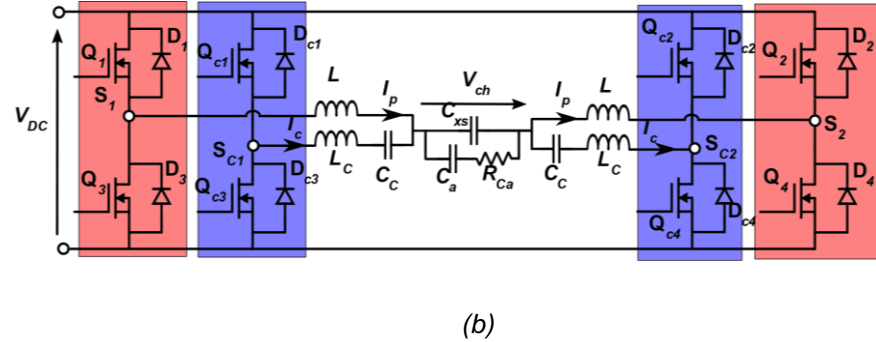 Q1 D1 Qc1 Dc1 Qc2 Dc2 Q2 D2
S1 L Ip Vch Ip L
VDC Cxs S2
SC1 Ic Ic SC2
LC CC Ca RCa CC LC
Q3 D3 Qc3 Dc3 Qc4 Dc4 Q4 D4
(b)